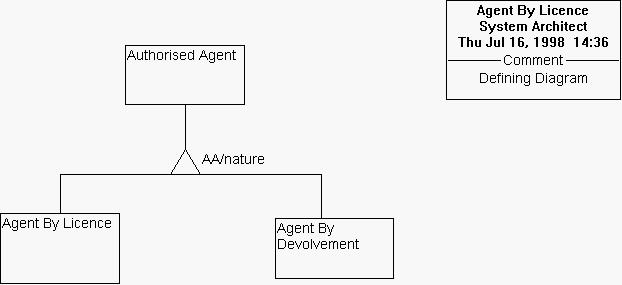 Agent By Licence
System Architect
Thu Jul 16, 1998 14:36
Comment
Defining Diagram
Authorised Agent
AA/nature
Agent By Licence
Agent By
Devolvement